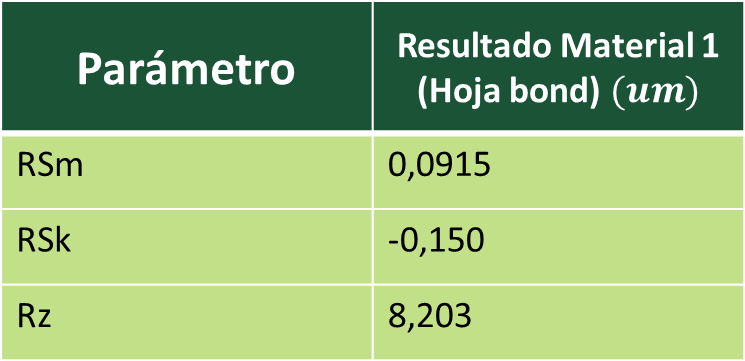 Parámetro
Resultado Material 1
(Hoja bond) (um)
RSm
0,0915
RSk
-0,150
Rz
8,203